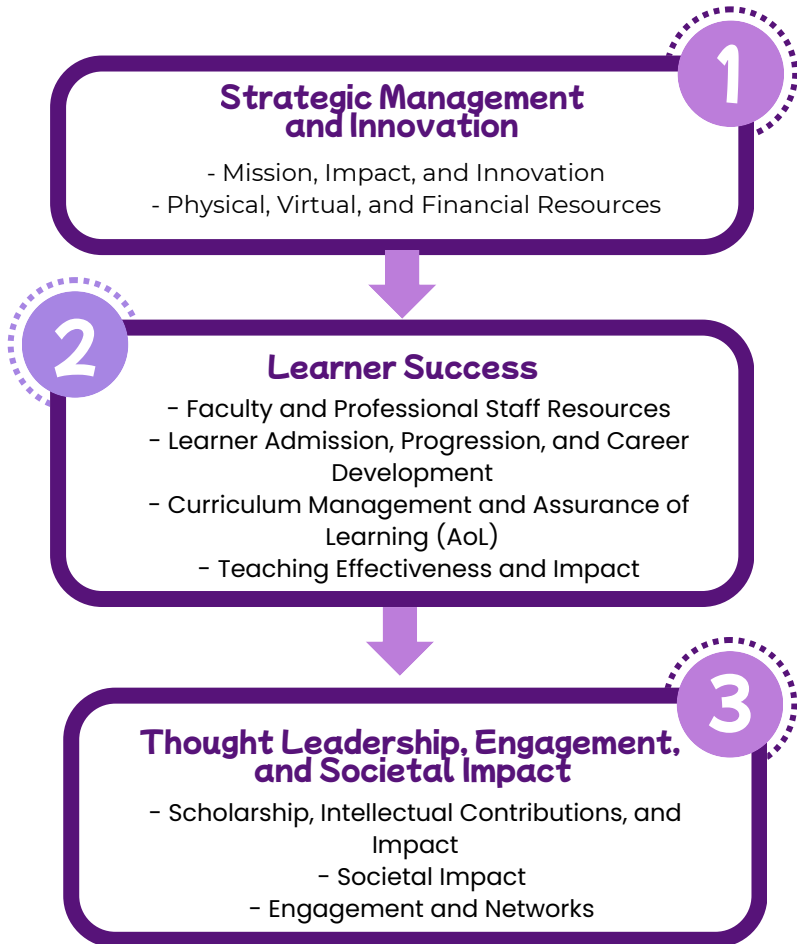 1
Strategic Management
and Innovation
- Mission, Impact, and Innovation
- Physical, Virtual, and Financial Resources
2
Learner Success
- Faculty and Professional Staff Resources
- Learner Admission, Progression, and Career
Development
- Curriculum Management and Assurance of
Learning (AoL)
- Teaching Effectiveness and Impact
3
Thought Leadership, Engagement,
and Societal Impact
- Scholarship, Intellectual Contributions, and
Impact
- Societal Impact
- Engagement and Networks